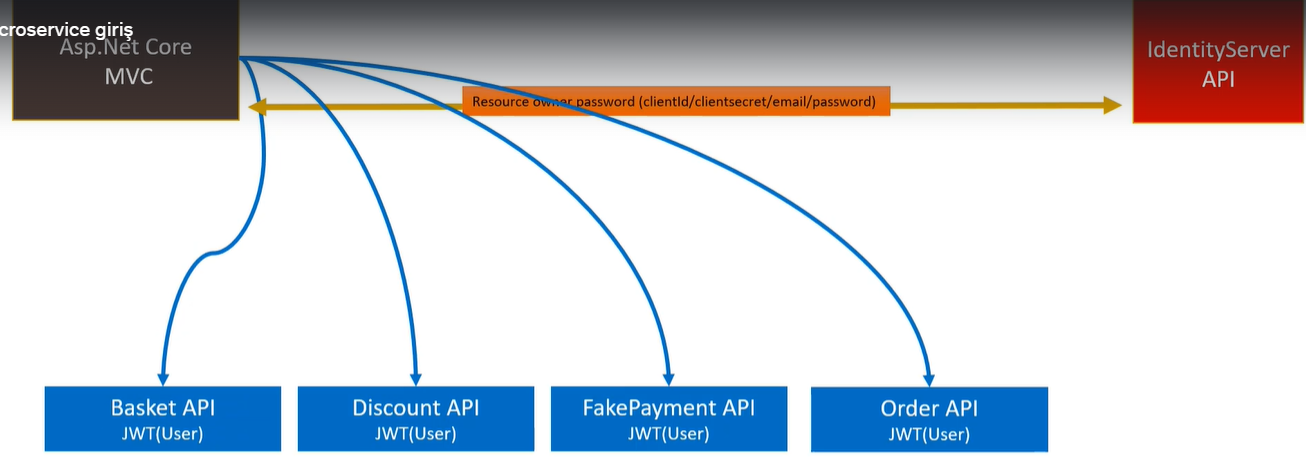 croservice giriş
Asp.Net Core
MVC
IdentityServer
API
Resource owner password (clientId/clientsecret/email/password)
Basket API
JWT(User)
Discount API
JWT(User)
FakePayment API
JWT(User)
Order API
JWT(User)